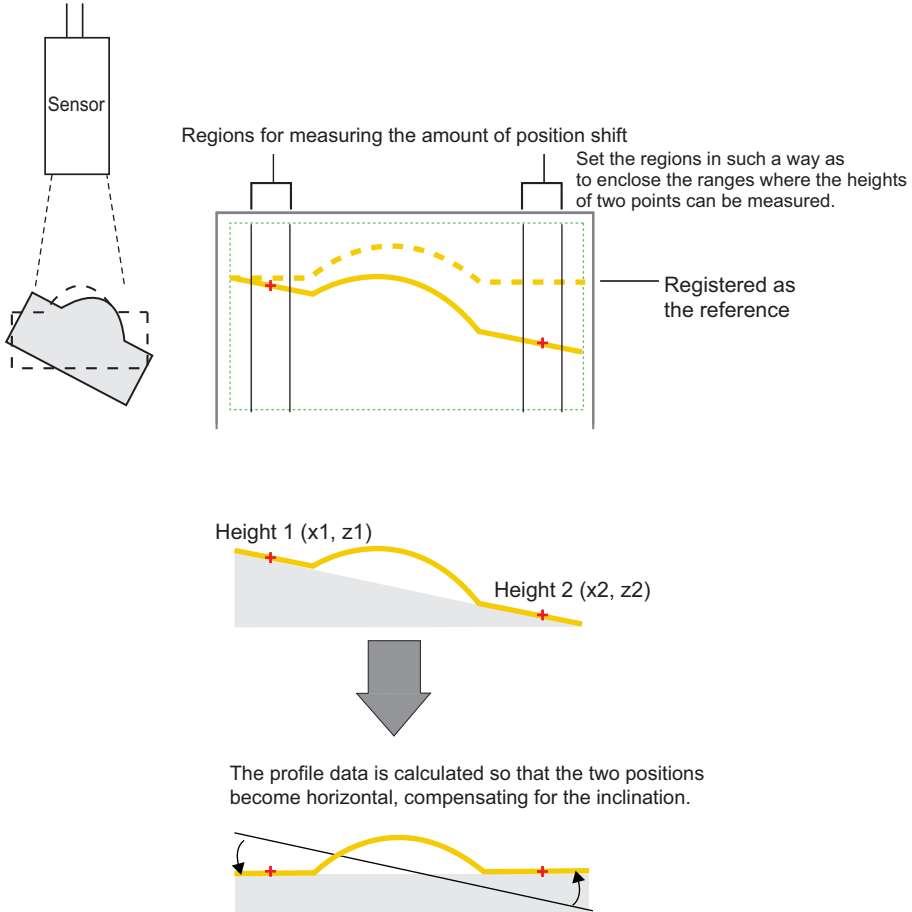 Sensor
Regions for measuring the amount of position shift
Set the regions in such a way as
to enclose the ranges where the heights
of two points can be measured.
Registered as
the reference
Height 1 (x1, z1)
Height 2 (x2, z2)
The profile data is calculated so that the two positions
become horizontal, compensating for the inclination.